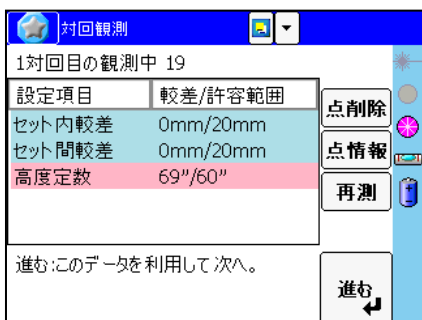 対回観測
1対回目の観測中 19
設定項目 較差/許容範囲
セット内較差 0mm/20mm
セット間較差 0mm/20mm
高度定数 69"/60"
点削除
点情報
再測
進む:このデータを利用して次へ。
進む